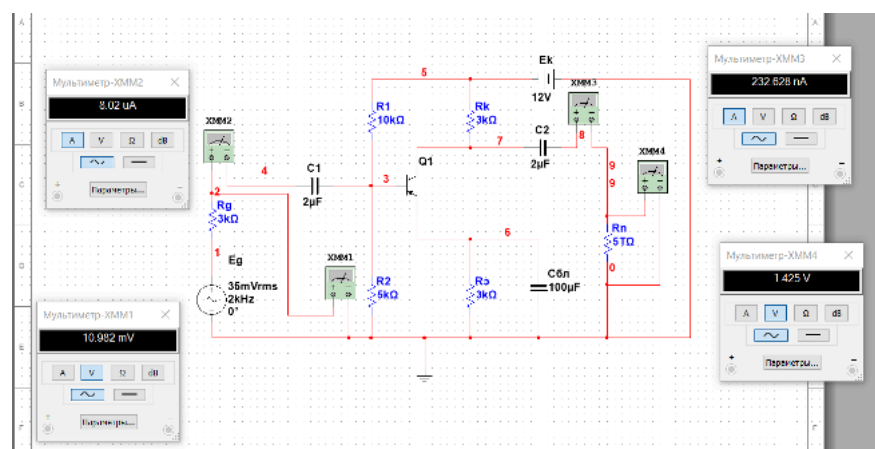 A
A
Мультиметр-XMM2
8.02 uA
A V Ω dB
Параметры...
+ −
Мультиметр-XMM1
10.982 mV
A V Ω dB
Параметры...
+ −
Мультиметр-XMM3
232.628 nA
A V Ω dB
Параметры...
+ −
Мультиметр-XMM4
1.425 V
A V Ω dB
Параметры...
+ −
5
Ek
12V
XMM3
R1
10kΩ
Rk
3kΩ
C2
2µF
7
8
XMM2
XMM4
4
C1
2µF
3
Q1
9
9
2
Rg
3kΩ
6
Rn
5TΩ
1
Eg
XMM1
35mVrms
2kHz
0°
R2
5kΩ
3kΩ
Cбл
100µF
0